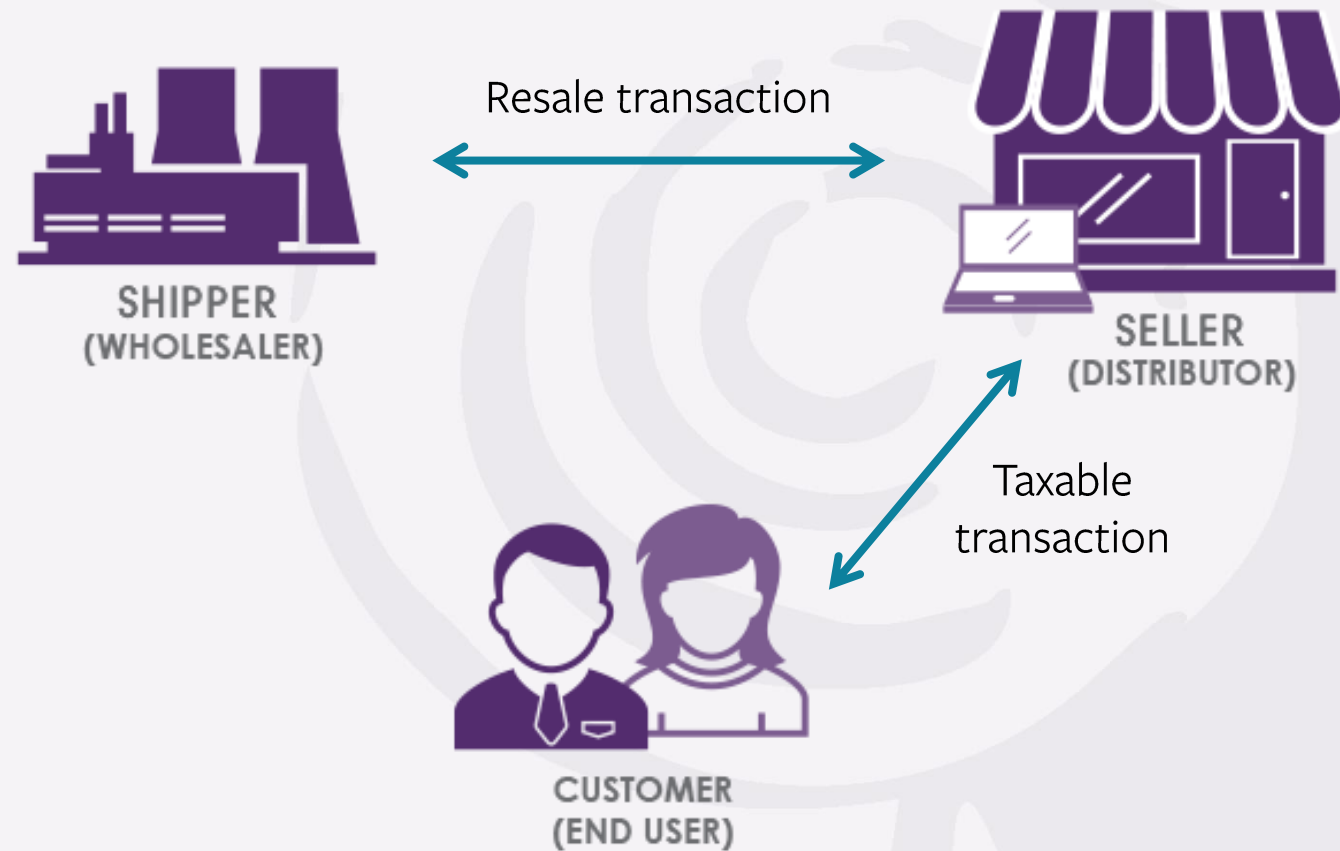 Resale transaction
SHIPPER
(WHOLESALER)
SELLER
(DISTRIBUTOR)
Taxable
transaction
CUSTOMER
(END USER)